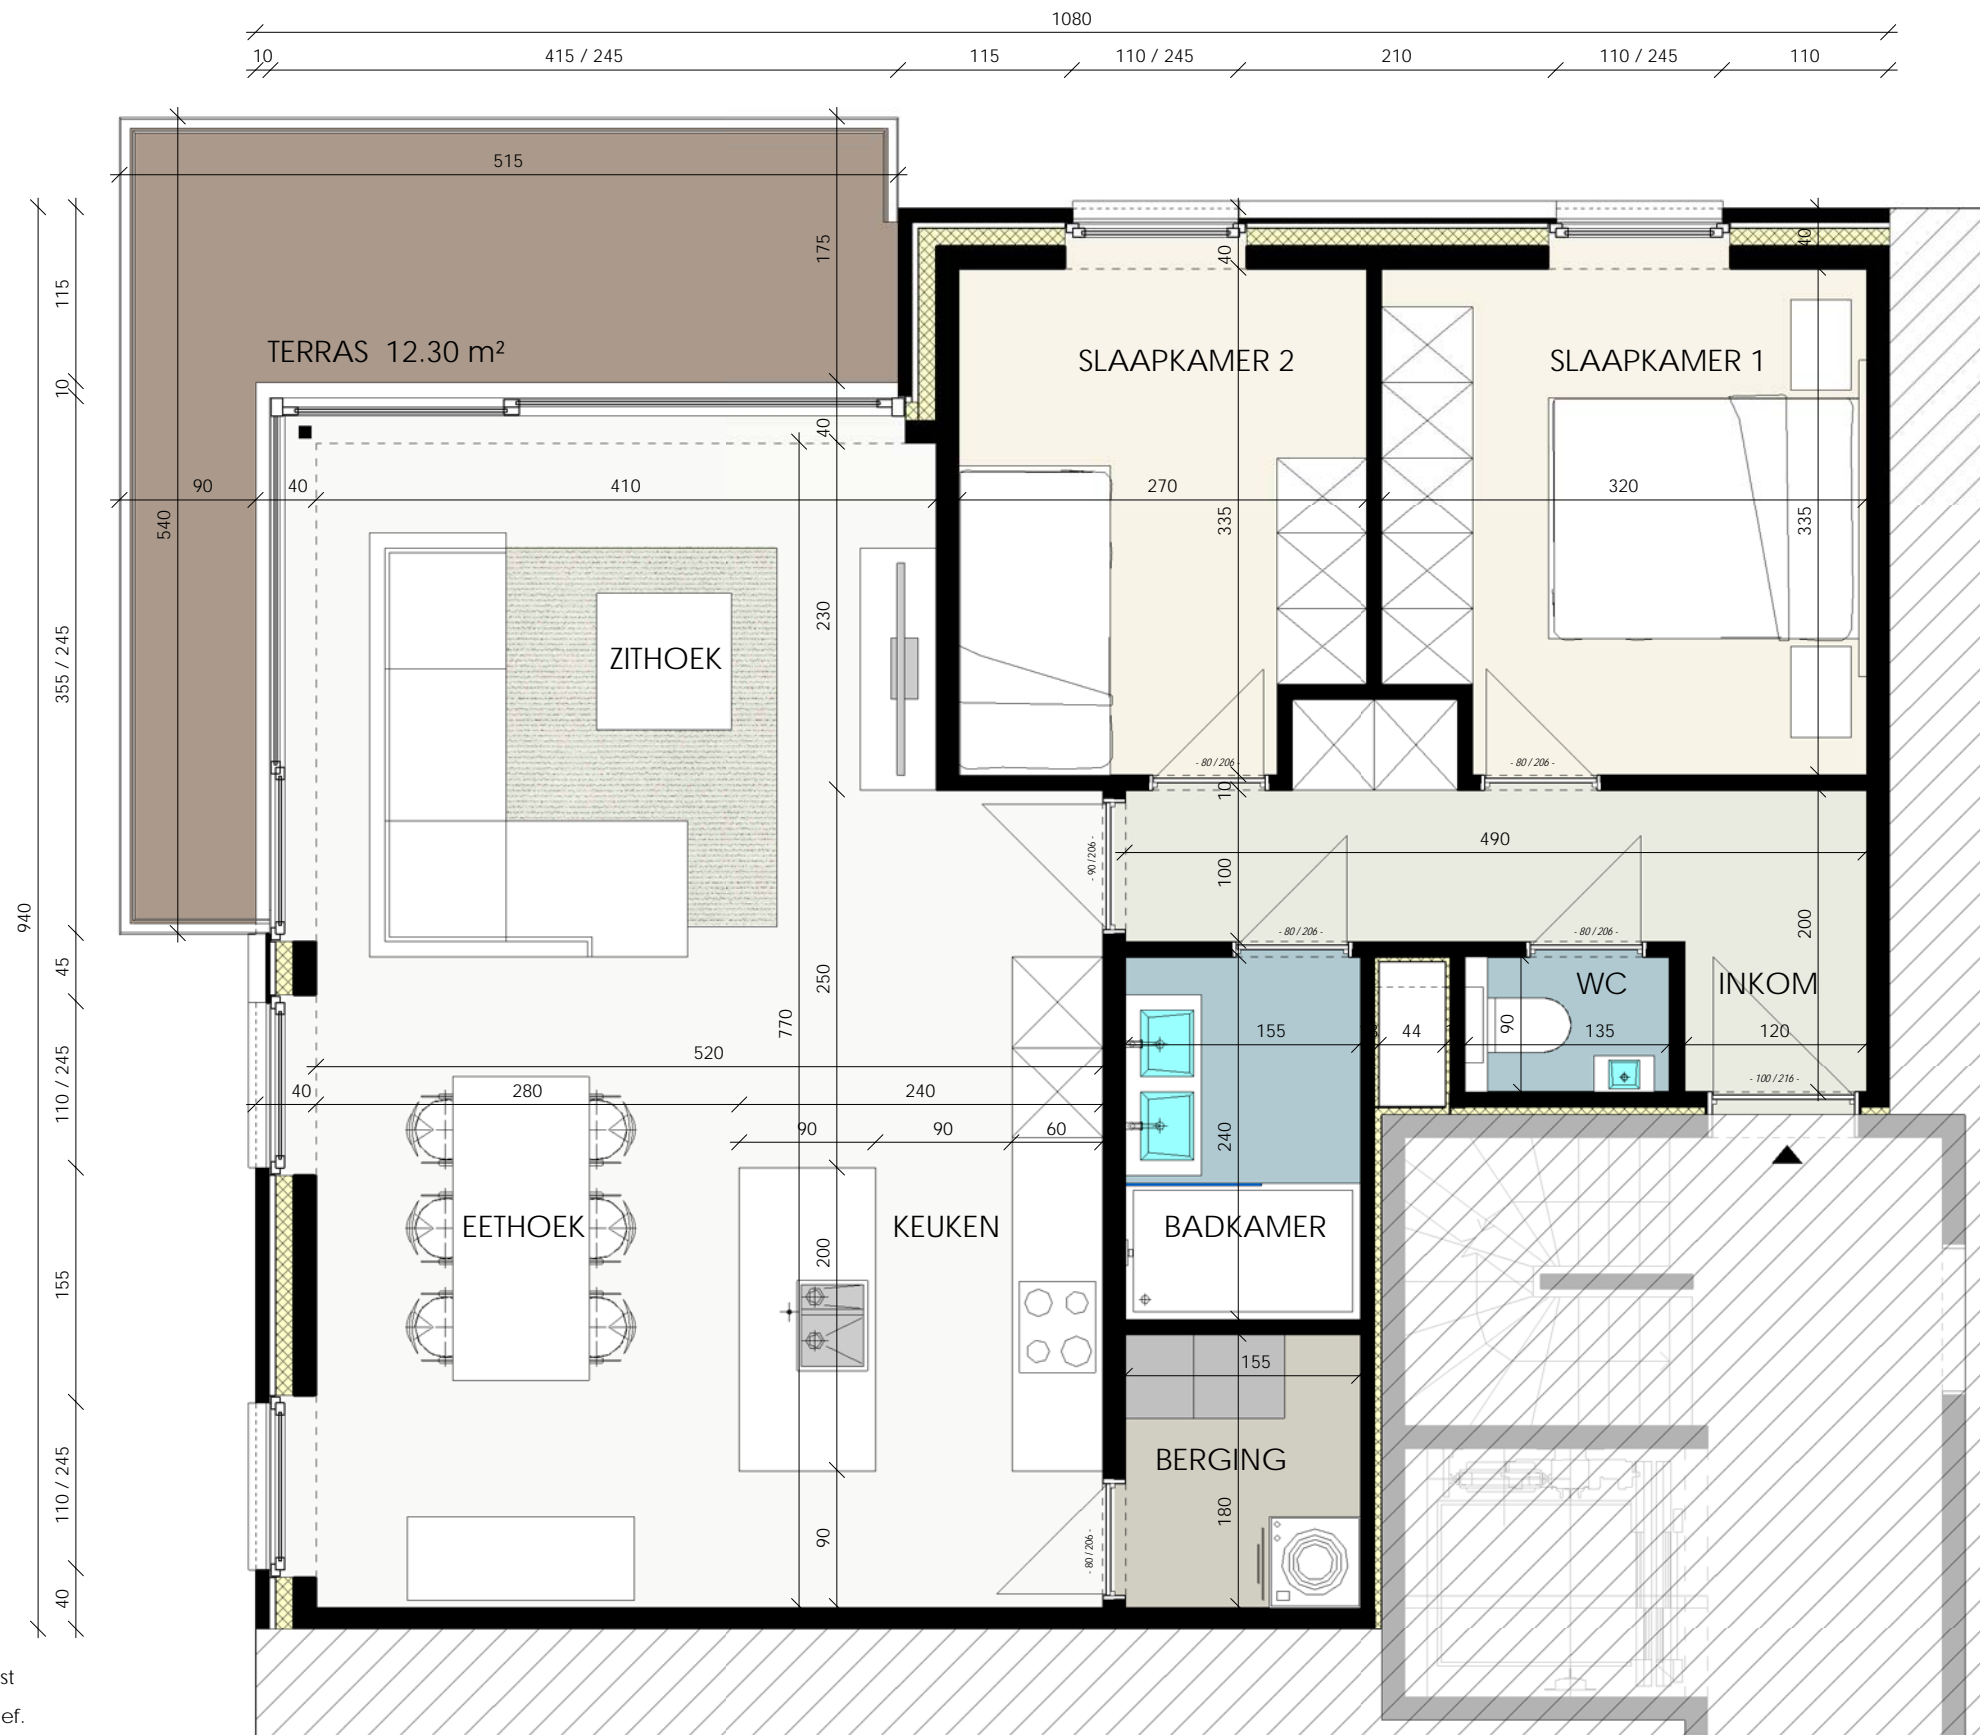 1080
10 415 / 245 115 110 / 245 210 110 / 245 110
515
175
40
40
115
TERRAS 12.30 m²
SLAAPKAMER 2
SLAAPKAMER 1
10
40
90 40 410 270 320
540
335
335
230
ZITHOEK
355 / 245
- 80 / 206 -
- 80 / 206 -
10
490
- 90 / 206 -
100
940
200
- 80 / 206 -
- 80 / 206 -
45
250
WC
INKOM
770
155 44 90 135 120
520
110 / 245
40 280 240
- 100 / 216 -
90 90 60
240
EETHOEK
KEUKEN
BADKAMER
200
155
155
BERGING
110 / 245
180
90
- 80 / 206 -
40
st
ef.